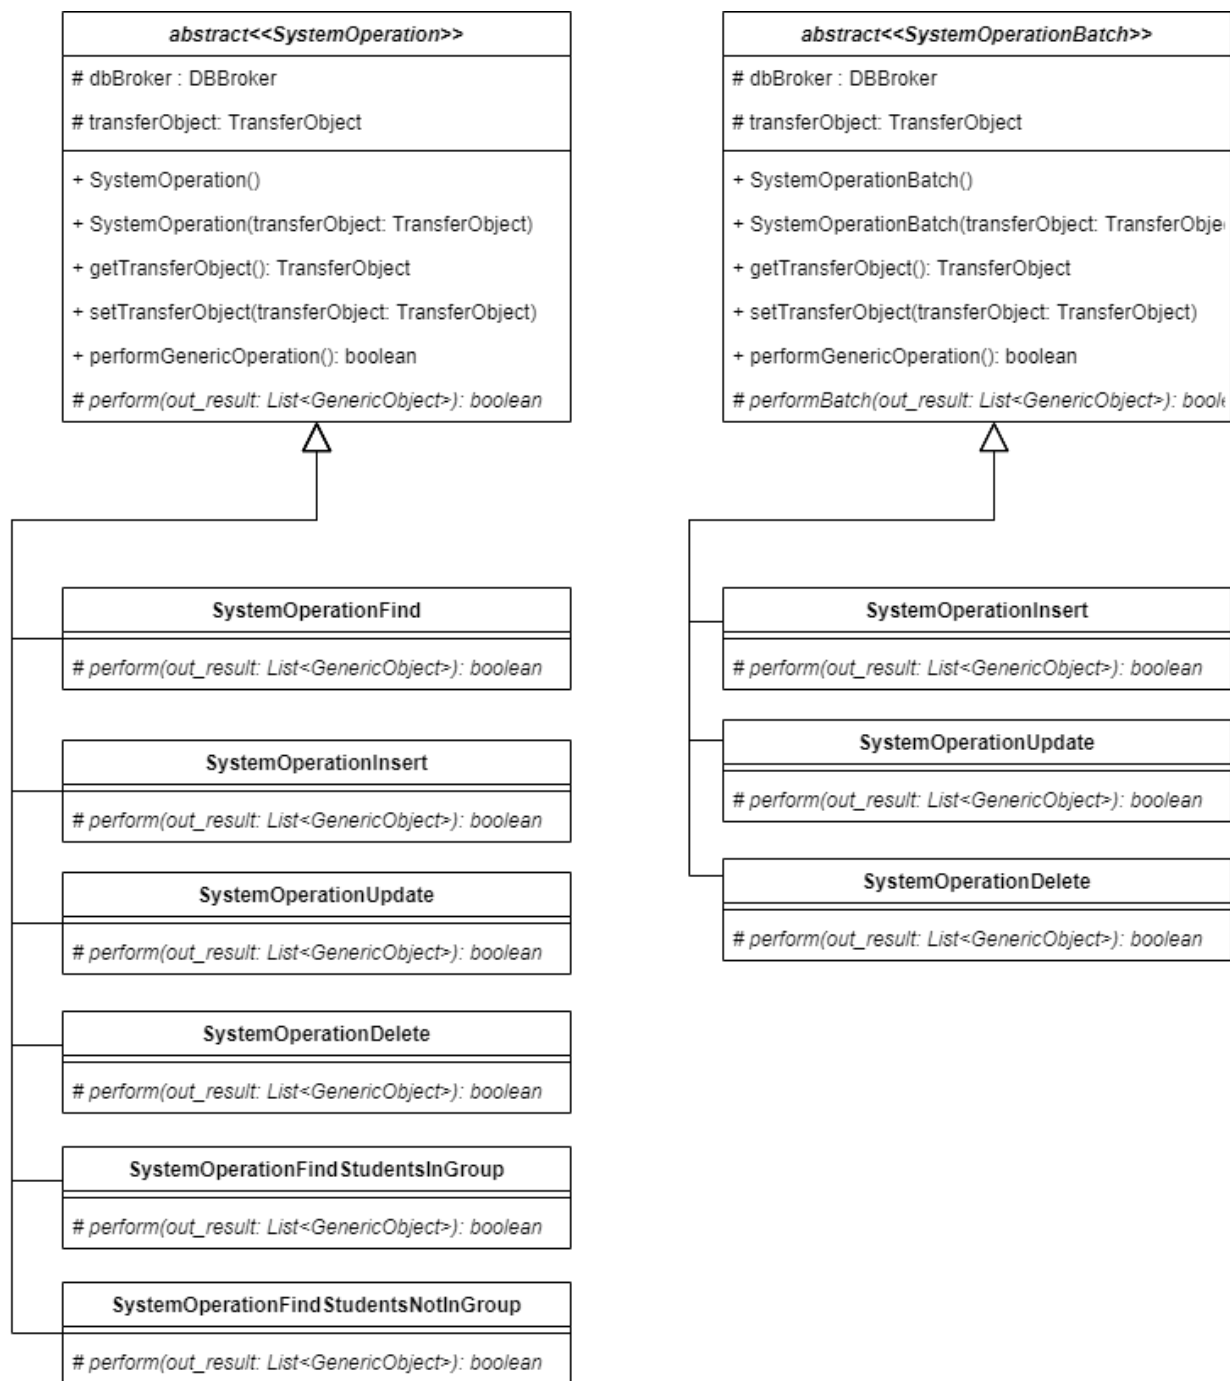 abstract<<SystemOperation>>
# dbBroker : DBBroker
# transferObject: TransferObject
+ SystemOperation()
+ SystemOperation(transferObject: TransferObject)
+ getTransferObject(): TransferObject
+ setTransferObject(transferObject: TransferObject)
+ performGenericOperation(): boolean
# perform(out_result: List<GenericObject>): boolean
SystemOperationFind
# perform(out_result: List<GenericObject>): boolean
SystemOperationInsert
# perform(out_result: List<GenericObject>): boolean
SystemOperationUpdate
# perform(out_result: List<GenericObject>): boolean
SystemOperationDelete
# perform(out_result: List<GenericObject>): boolean
SystemOperationFindStudentsInGroup
# perform(out_result: List<GenericObject>): boolean
SystemOperationFindStudentsNotInGroup
# perform(out_result: List<GenericObject>): boolean
abstract<<SystemOperationBatch>>
# dbBroker : DBBroker
# transferObject: TransferObject
+ SystemOperationBatch()
+ SystemOperationBatch(transferObject: TransferObje
+ getTransferObject(): TransferObject
+ setTransferObject(transferObject: TransferObject)
+ performGenericOperation(): boolean
# performBatch(out_result: List<GenericObject>): boole
SystemOperationInsert
# perform(out_result: List<GenericObject>): boolean
SystemOperationUpdate
# perform(out_result: List<GenericObject>): boolean
SystemOperationDelete
# perform(out_result: List<GenericObject>): boolean